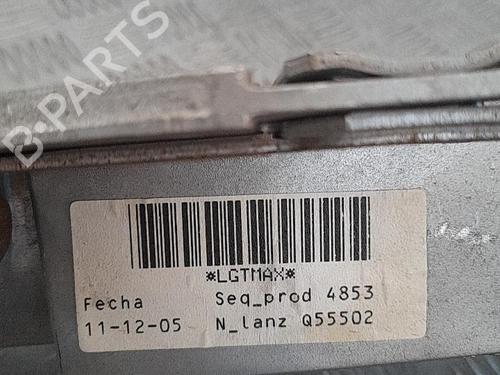 B-PARTS
*LGTMAX*
Fecha Seq_prod 4853
11-12-05 N_lanz Q55502